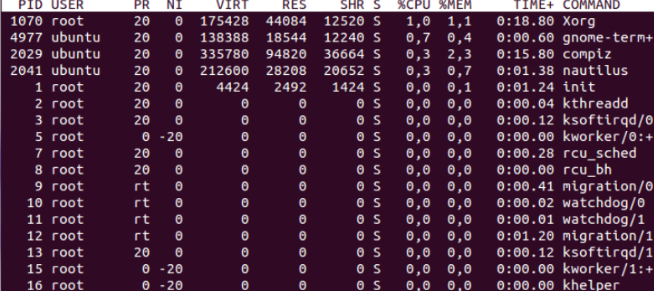 PID USER PR NI VIRT RES SHR S %CPU %MEM TIME+ COMMAND
1070 root 20 0 175428 44084 12520 S 1,0 1,1 0:18.80 Xorg
4977 ubuntu 20 0 138388 18544 12240 S 0,7 0,4 0:00.60 gnome-term+
2029 ubuntu 20 0 335780 94820 36664 S 0,3 2,3 0:15.80 compiz
2041 ubuntu 20 0 212600 28208 20652 S 0,3 0,7 0:01.38 nautilus
1 root 20 0 4424 2492 1424 S 0,0 0,1 0:01.24 init
2 root 20 0 0 0 0 S 0,0 0,0 0:00.04 kthreadd
3 root 20 0 0 0 0 S 0,0 0,0 0:00.12 ksoftirqd/0
5 root 0 -20 0 0 0 S 0,0 0,0 0:00.00 kworker/0:+
7 root 20 0 0 0 0 S 0,0 0,0 0:00.28 rcu_sched
8 root 20 0 0 0 0 S 0,0 0,0 0:00.00 rcu_bh
9 root rt 0 0 0 0 S 0,0 0,0 0:00.41 migration/0
10 root rt 0 0 0 0 S 0,0 0,0 0:00.02 watchdog/0
11 root rt 0 0 0 0 S 0,0 0,0 0:00.01 watchdog/1
12 root rt 0 0 0 0 S 0,0 0,0 0:01.20 migration/1
13 root 20 0 0 0 0 S 0,0 0,0 0:00.12 ksoftirqd/1
15 root 0 -20 0 0 0 S 0,0 0,0 0:00.00 kworker/1:+
16 root 0 -20 0 0 0 S 0,0 0,0 0:00.00 khelper